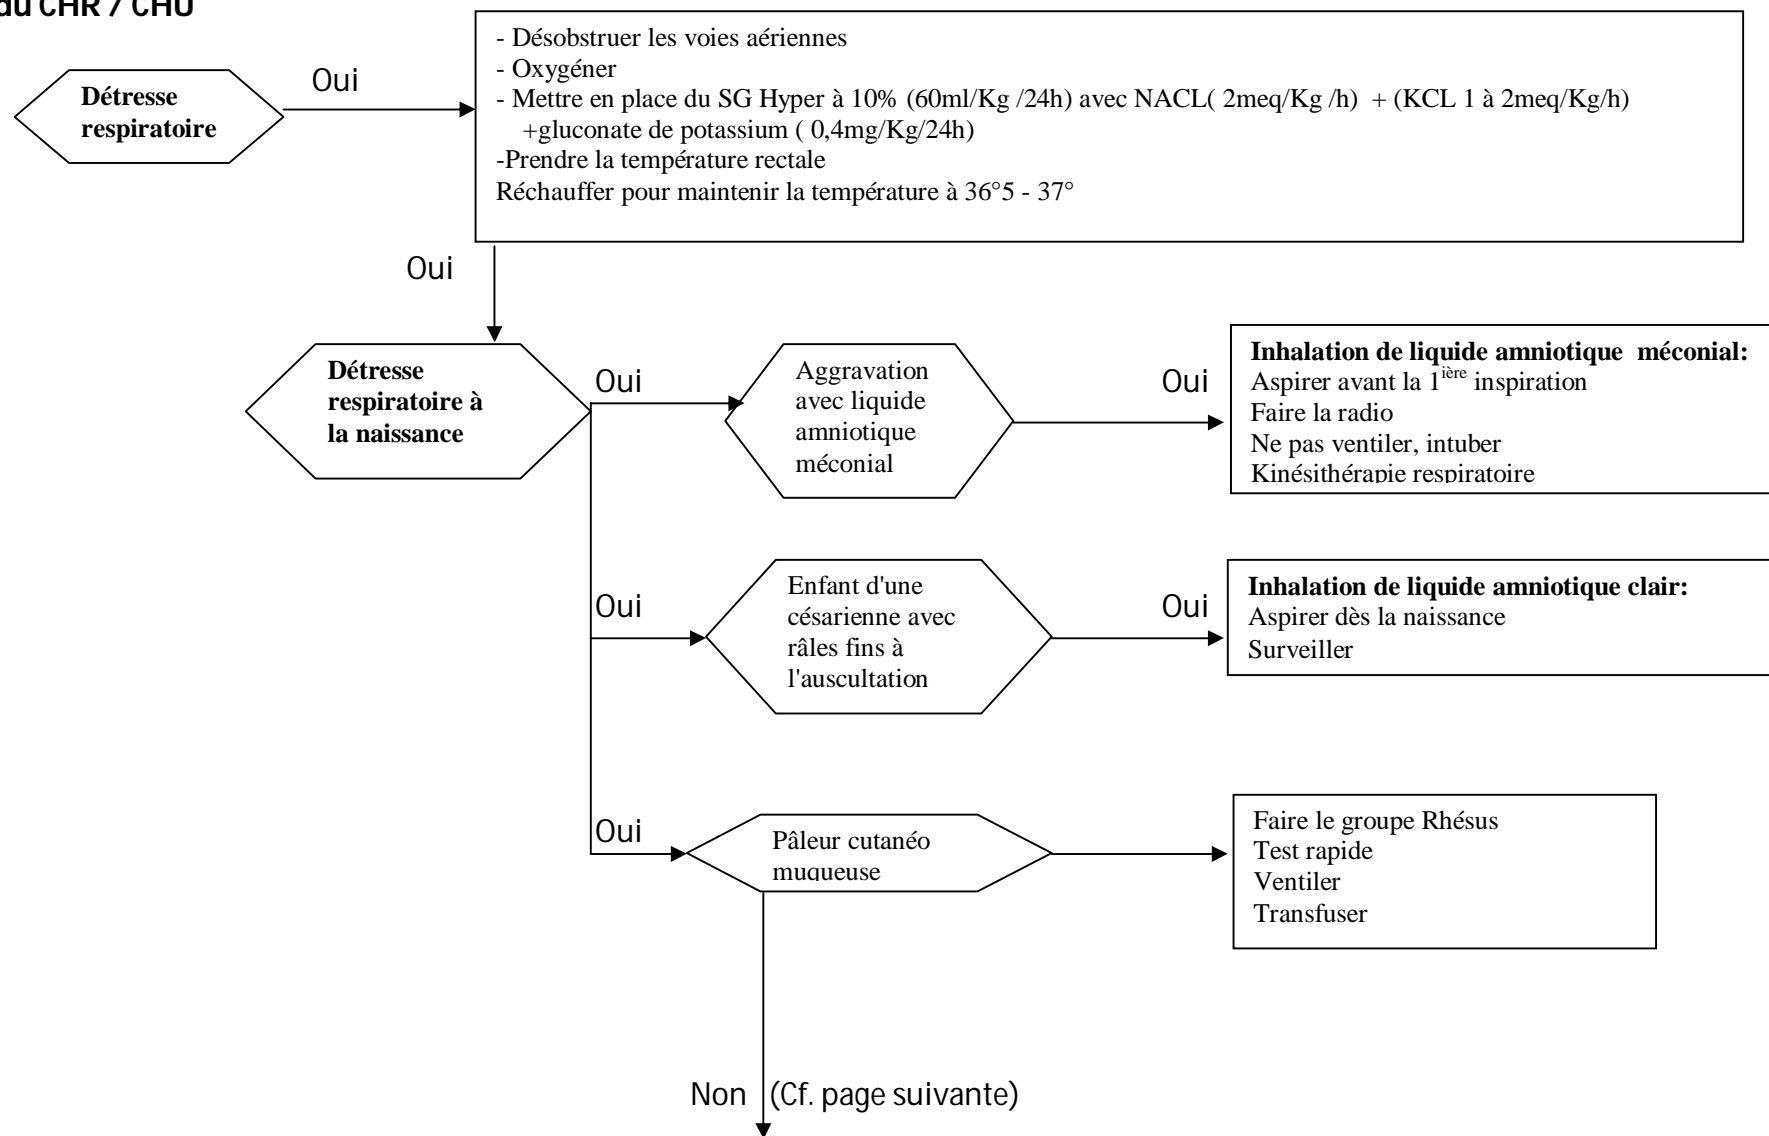 du CHR / CHU
- Désobstruer les voies aériennes
- Oxygéner
- Mettre en place du SG Hyper à 10% (60ml/Kg /24h) avec NACL( 2meq/Kg /h) + (KCL 1 à 2meq/Kg/h)
+gluconate de potassium ( 0,4mg/Kg/24h)
-Prendre la température rectale
Réchauffer pour maintenir la température à 36°5 - 37°
Détresse
respiratoire
Oui
Oui
Détresse
respiratoire à
la naissance
Oui
Aggravation
avec liquide
amniotique
méconial
Oui
Inhalation de liquide amniotique méconial:
Aspirer avant la 1ière inspiration
Faire la radio
Ne pas ventiler, intuber
Kinésithérapie respiratoire
Oui
Enfant d'une
césarienne avec
râles fins à
l'auscultation
Oui
Inhalation de liquide amniotique clair:
Aspirer dès la naissance
Surveiller
Oui
Pâleur cutanéo
muqueuse
Faire le groupe Rhésus
Test rapide
Ventiler
Transfuser
Non (Cf. page suivante)